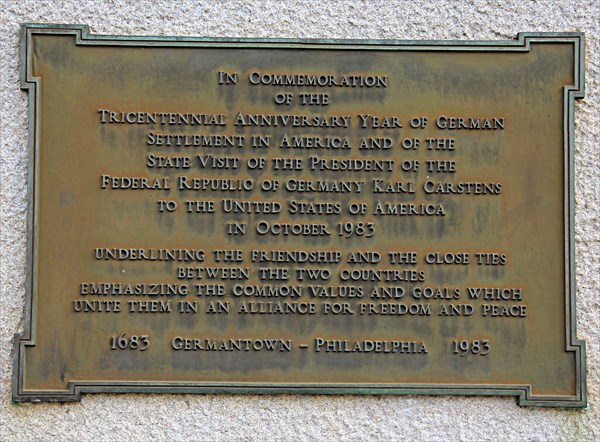 In Commemoration
of the
Tricentennial Anniversary Year of German
Settlement in America and of the
State Visit of the President of the
Federal Republic of Germany Karl Carstens
to the United States of America
in October 1983
underlining the friendship and the close ties
between the two countries
emphasizing the common values and goals which
unite them in an alliance for freedom and peace
1683 Germantown – Philadelphia 1983